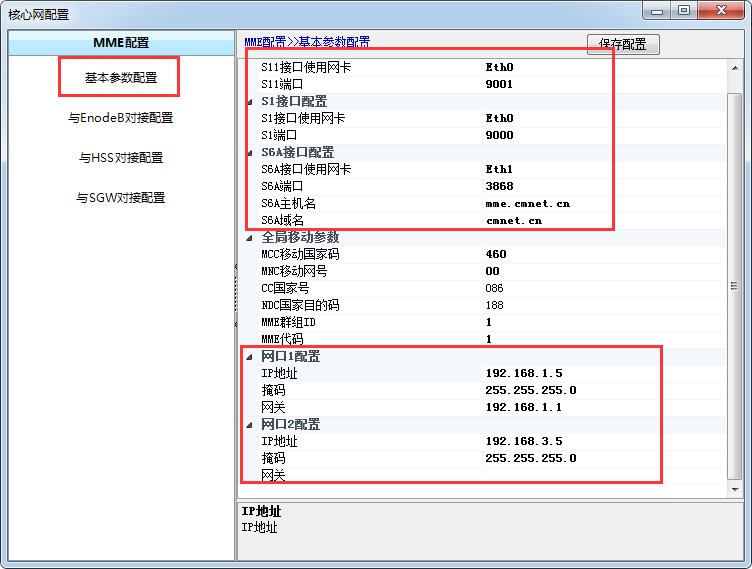 核心网配置
MME配置
基本参数配置
与EnodeB对接配置
与HSS对接配置
与SGW对接配置
MME配置>>基本参数配置
保存配置
S11接口使用网卡 Eth0
S11端口 9001
S1接口配置
S1接口使用网卡 Eth0
S1端口 9000
S6A接口配置
S6A接口使用网卡 Eth1
S6A端口 3868
S6A主机名 mme.cmnet.cn
S6A域名 cmnet.cn
全局移动参数
MCC移动国家码 460
MNC移动网号 00
CC国家号 086
NDC国家目的码 188
MME群组ID 1
MME代码 1
网口1配置
IP地址 192.168.1.5
掩码 255.255.255.0
网关 192.168.1.1
网口2配置
IP地址 192.168.3.5
掩码 255.255.255.0
网关
IP地址
IP地址